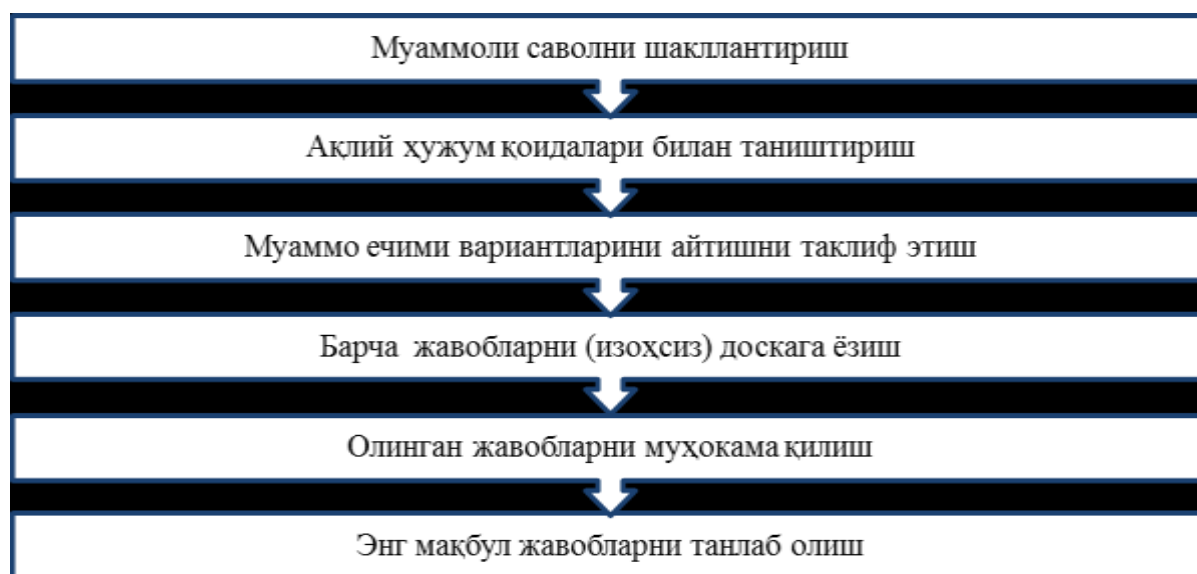 Муаммоли саволни шакллантириш
Ақлий ҳужум қоидалари билан таништириш
Муаммо ечими вариантларини айтишни таклиф этиш
Барча жавобларни (изоҳсиз) доскага ёзиш
Олинган жавобларни муҳокама қилиш
Энг мақбул жавобларни танлаб олиш